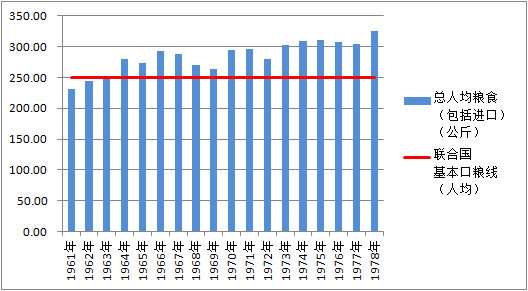 350.00
300.00
250.00
200.00
150.00
100.00
50.00
0.00
1961年
1962年
1963年
1964年
1965年
1966年
1967年
1968年
1969年
1970年
1971年
1972年
1973年
1974年
1975年
1976年
1977年
1978年
总人均粮食
（包括进口）
（公斤）
联合国
基本口粮线
（人均）